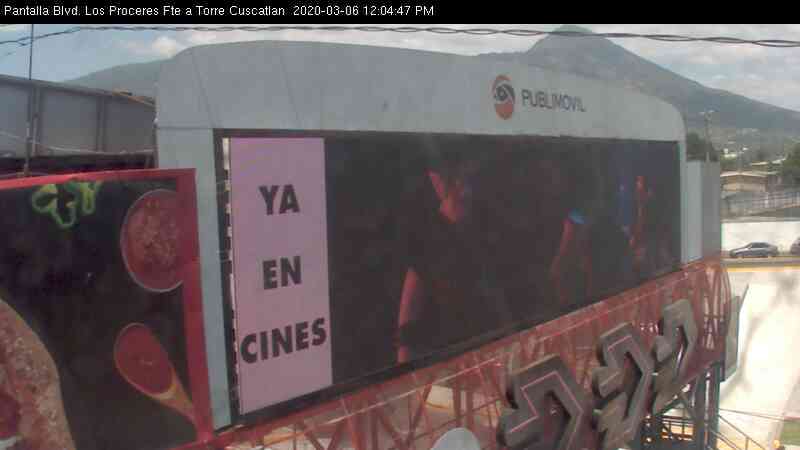 Pantalla Blvd. Los Proceres Fte a Torre Cuscatlan 2020-03-06 12:04:47 PM
PUBLIMOVIL
YA
EN
CINES